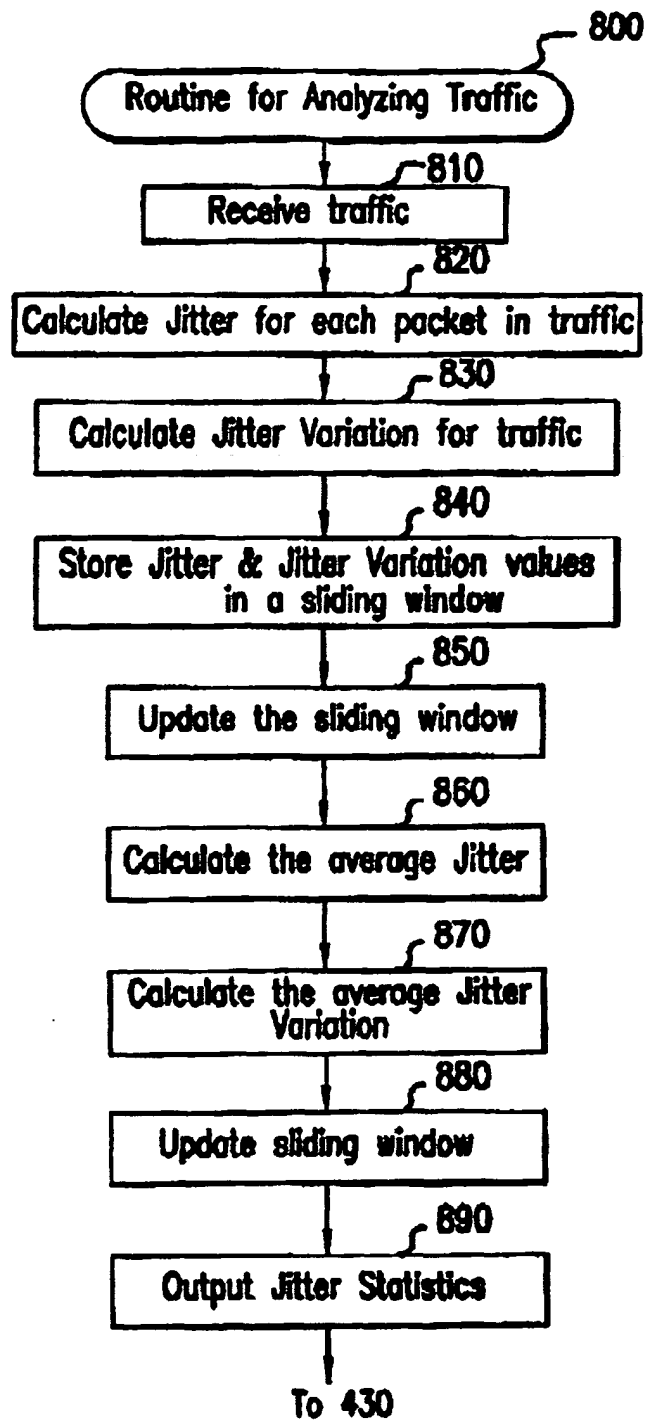 800
Routine for Analyzing Traffic
810
Receive traffic
820
Calculate Jitter for each packet in traffic
830
Calculate Jitter Variation for traffic
840
Store Jitter & Jitter Variation values
in a sliding window
850
Update the sliding window
860
Calculate the average Jitter
870
Calculate the average Jitter
Variation
880
Update sliding window
890
Output Jitter Statistics
To 430